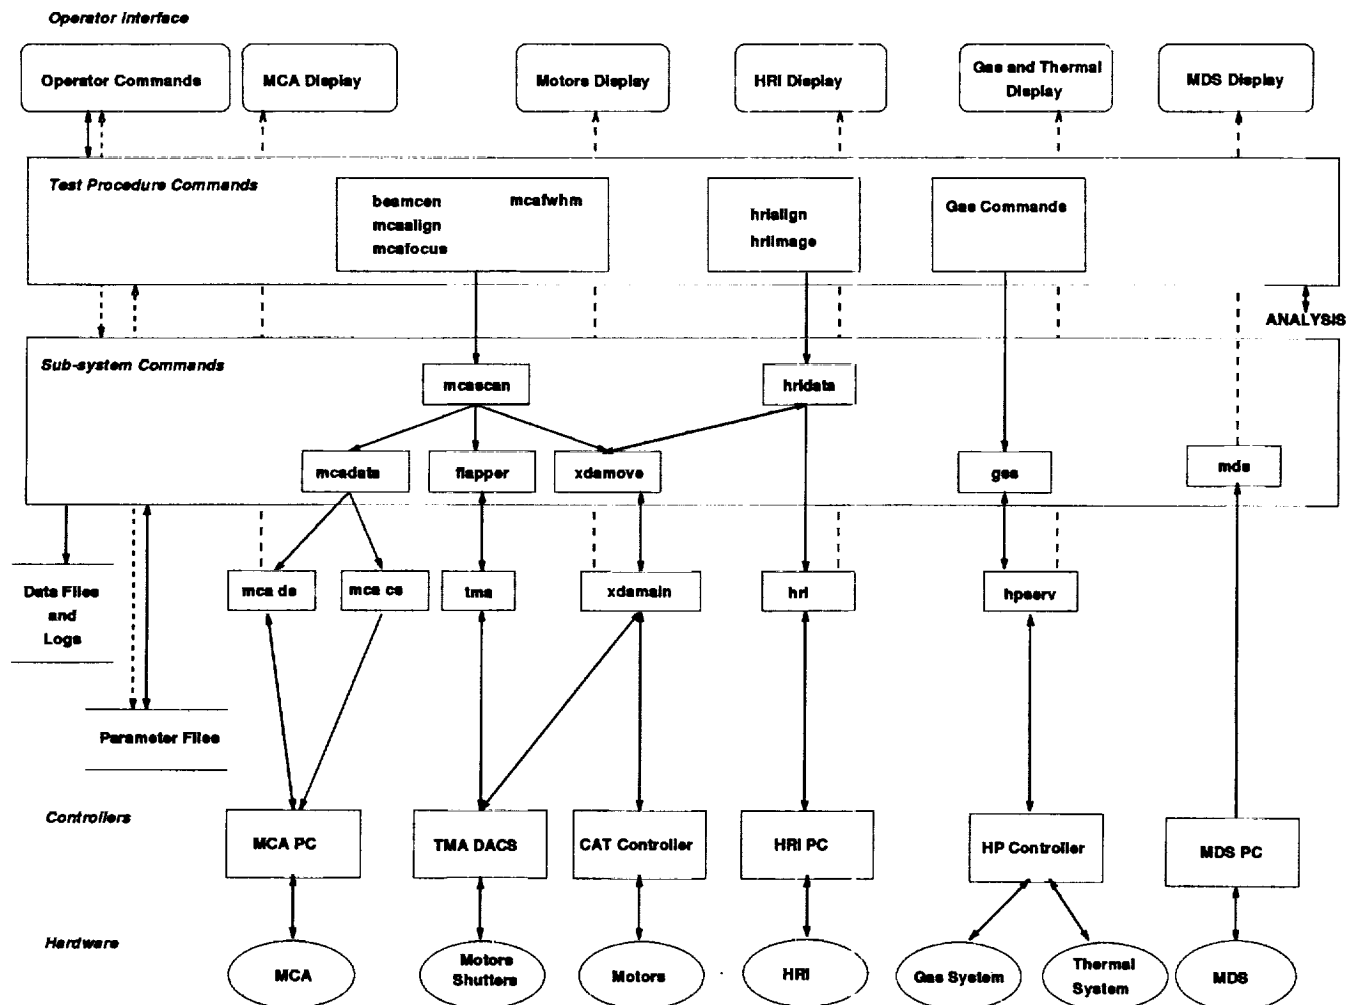 Operator interface
Operator Commands
MCA Display
Motors Display
HRI Display
Gas and Thermal
Display
MDS Display
Test Procedure Commands
beamcen
mcafwhm
mcaalign
mcafocus
hrialign
hriimage
Gas Commands
ANALYSIS
Sub-system Commands
mcascan
hridata
mcadata
flapper
xdamove
gea
mds
Data Files
and
Logs
mca ds
mca cs
tma
xdamain
hri
hpserv
Parameter Files
Controllers
MCA PC
TMA DACS
CAT Controller
HRI PC
HP Controller
MDS PC
Hardware
MCA
Motors
Shutters
Motors
HRI
Gas System
Thermal
System
MDS